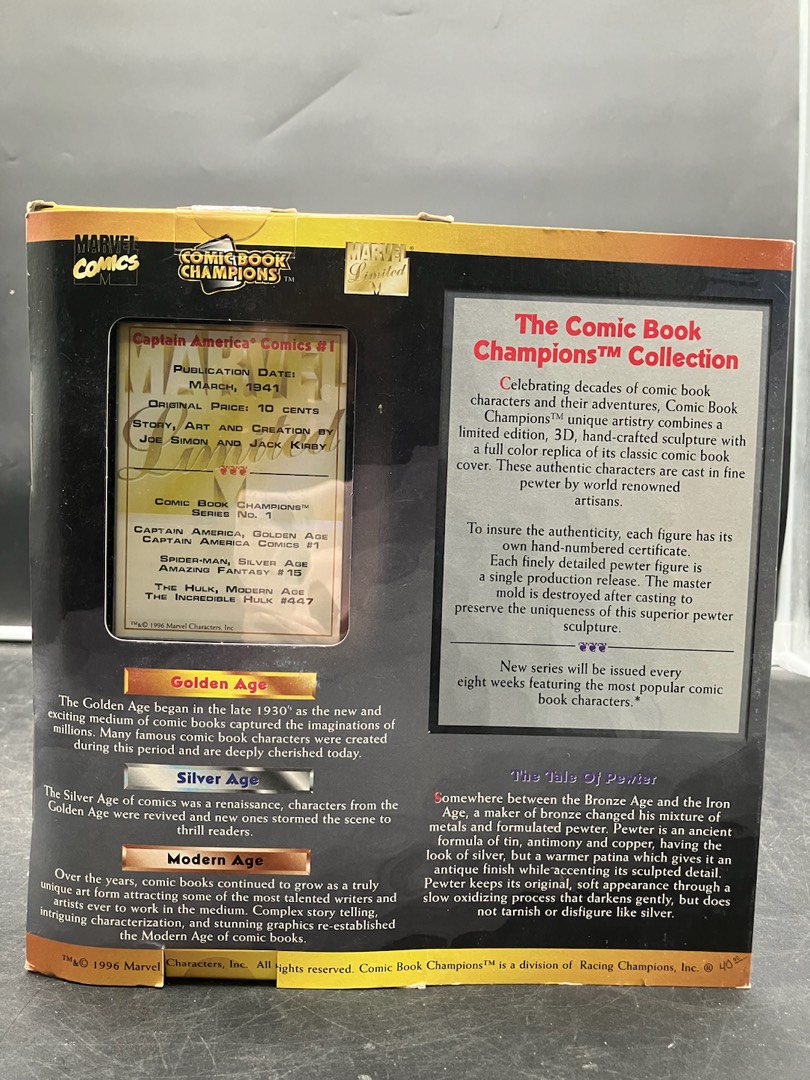 MARVEL
COMICS
M
COMIC BOOK
CHAMPIONS™
MARVEL
Limited
M
Captain America® Comics #1
MARVEL
Limited
PUBLICATION DATE:
MARCH, 1941
ORIGINAL PRICE: 10 CENTS
STORY, ART AND CREATION BY
JOE SIMON AND JACK KIRBY
COMIC BOOK CHAMPIONS™
SERIES NO. 1
CAPTAIN AMERICA, GOLDEN AGE
CAPTAIN AMERICA COMICS #1
SPIDER-MAN, SILVER AGE
AMAZING FANTASY #15
THE HULK, MODERN AGE
THE INCREDIBLE HULK #447
™&© 1996 Marvel Characters, Inc.
Golden Age
The Golden Age began in the late 1930's as the new and
exciting medium of comic books captured the imaginations of
millions. Many famous comic book characters were created
during this period and are deeply cherished today.
Silver Age
The Silver Age of comics was a renaissance, characters from the
Golden Age were revived and new ones stormed the scene to
thrill readers.
Modern Age
Over the years, comic books continued to grow as a truly
unique art form attracting some of the most talented writers and
artists ever to work in the medium. Complex story telling,
intriguing characterization, and stunning graphics re-established
the Modern Age of comic books.
The Comic Book
Champions™ Collection
Celebrating decades of comic book
characters and their adventures, Comic Book
Champions™ unique artistry combines a
limited edition, 3D, hand-crafted sculpture with
a full color replica of its classic comic book
cover. These authentic characters are cast in fine
pewter by world renowned
artisans.
To insure the authenticity, each figure has its
own hand-numbered certificate.
Each finely detailed pewter figure is
a single production release. The master
mold is destroyed after casting to
preserve the uniqueness of this superior pewter
sculpture.
New series will be issued every
eight weeks featuring the most popular comic
book characters.*
The Tale Of Pewter
Somewhere between the Bronze Age and the Iron
Age, a maker of bronze changed his mixture of
metals and formulated pewter. Pewter is an ancient
formula of tin, antimony and copper, having the
look of silver, but a warmer patina which gives it an
antique finish while accenting its sculpted detail.
Pewter keeps its original, soft appearance through a
slow oxidizing process that darkens gently, but does
not tarnish or disfigure like silver.
™&© 1996 Marvel Characters, Inc. All ights reserved. Comic Book Champions™ is a division of Racing Champions, Inc. ®